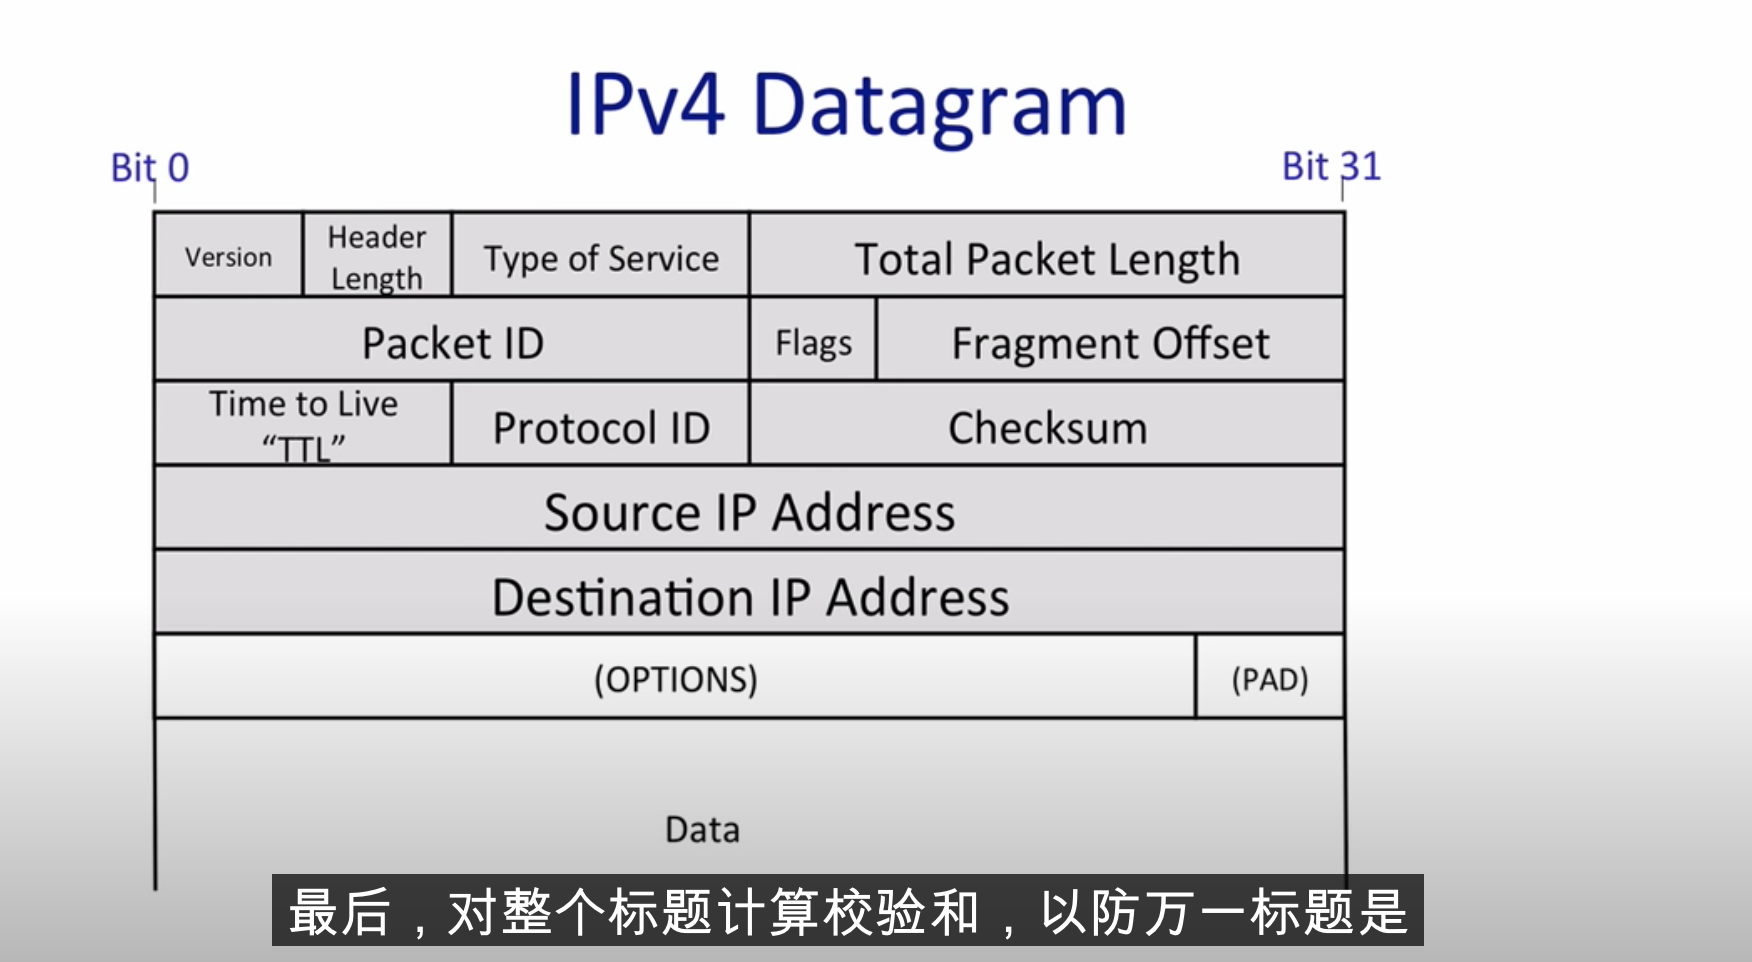 IPv4 Datagram
Bit 0
Bit 31
Version
Header
Length
Type of Service
Total Packet Length
Packet ID
Flags
Fragment Offset
Time to Live
“TTL”
Protocol ID
Checksum
Source IP Address
Destination IP Address
(OPTIONS)
(PAD)
Data
最后，对整个标题计算校验和，以防万一标题是